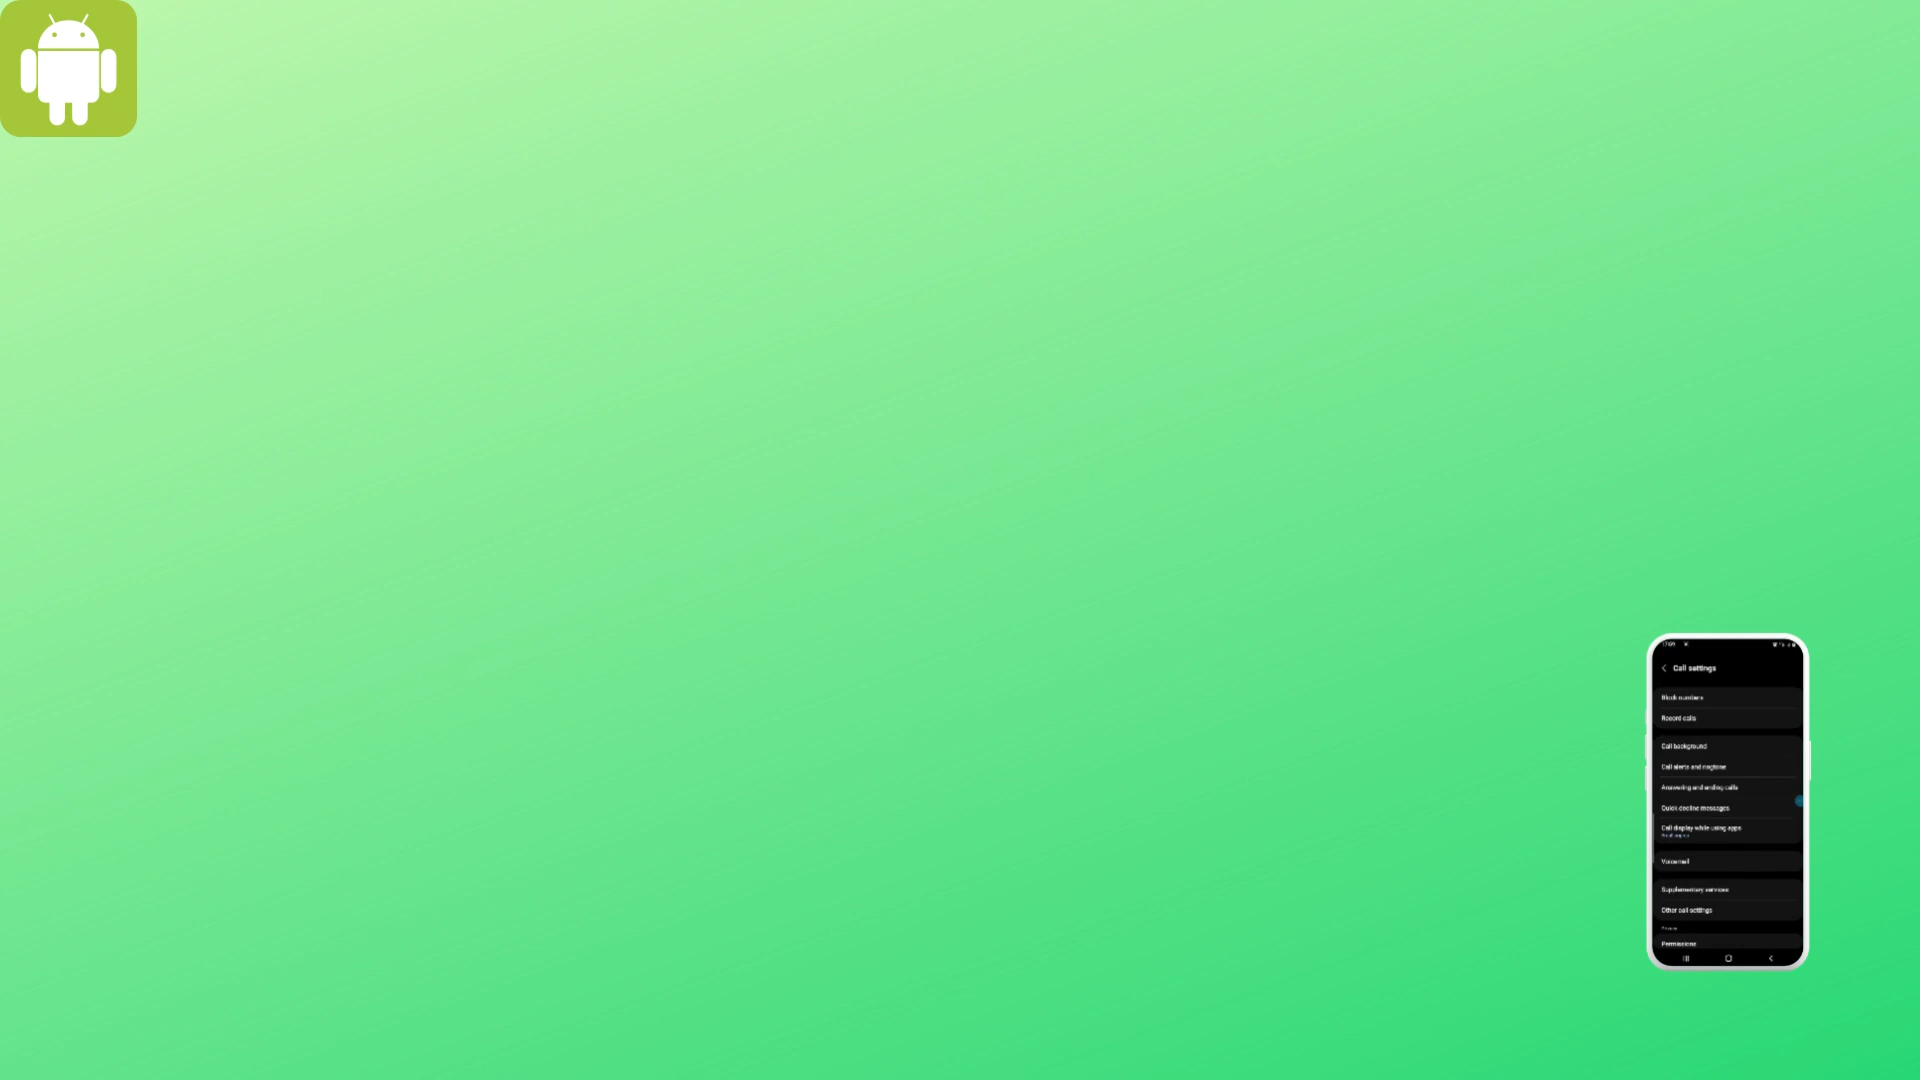 Call settings
Block numbers
Record calls
Call background
Call alerts and ringtone
Answering and ending calls
Quick decline messages
Call display while using apps
Voicemail
Supplementary services
Other call settings
Permissions